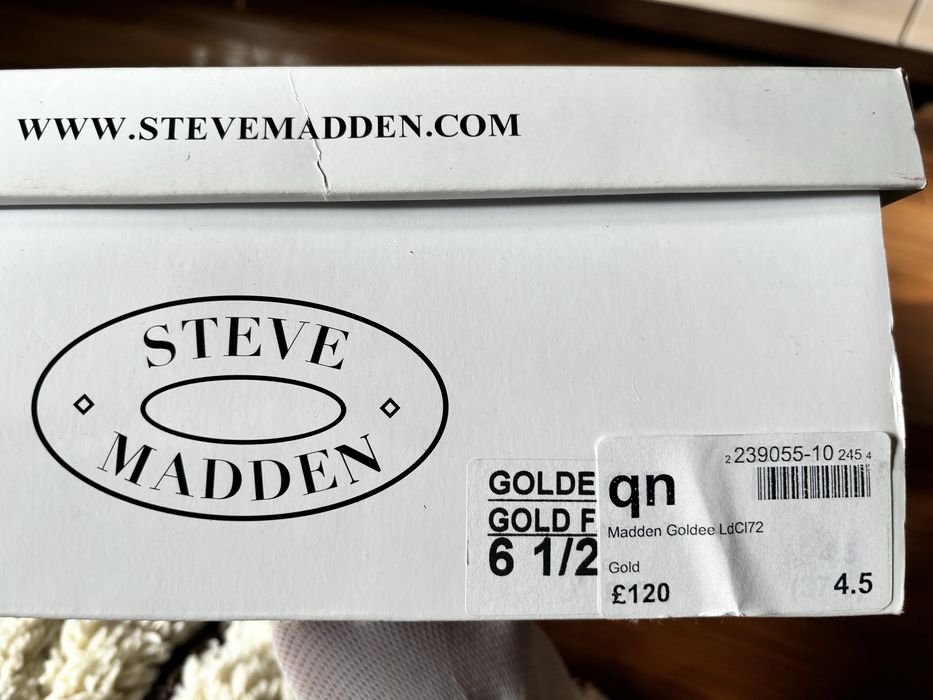 WWW.STEVEMADDEN.COM
STEVE
MADDEN
GOLDE
GOLD F
6 1/2
qn
2 239055-10 245 4
Madden Goldee LdCl72
Gold
£120
4.5